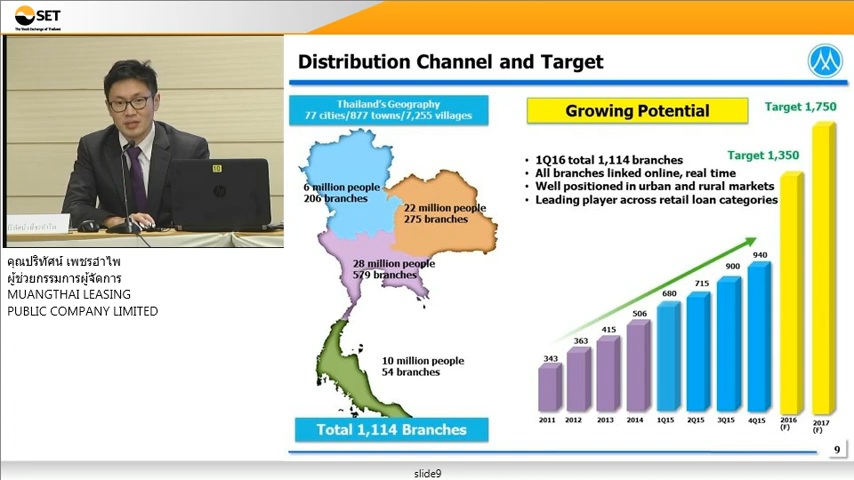 SET
The Stock Exchange of Thailand
Distribution Channel and Target
Thailand's Geography
77 cities/877 towns/7,255 villages
6 million people
206 branches
22 million people
275 branches
28 million people
579 branches
10 million people
54 branches
Total 1,114 Branches
Growing Potential
Target 1,750
Target 1,350
• 1Q16 total 1,114 branches
• All branches linked online, real time
• Well positioned in urban and rural markets
• Leading player across retail loan categories
343
363
415
506
680
715
900
940
2011
2012
2013
2014
1Q15
2Q15
3Q15
4Q15
2016
(F)
2017
(F)
9
คุณปริทัศน์ เพชรอำไพ
ผู้ช่วยกรรมการผู้จัดการ
MUANGTHAI LEASING
PUBLIC COMPANY LIMITED
slide9